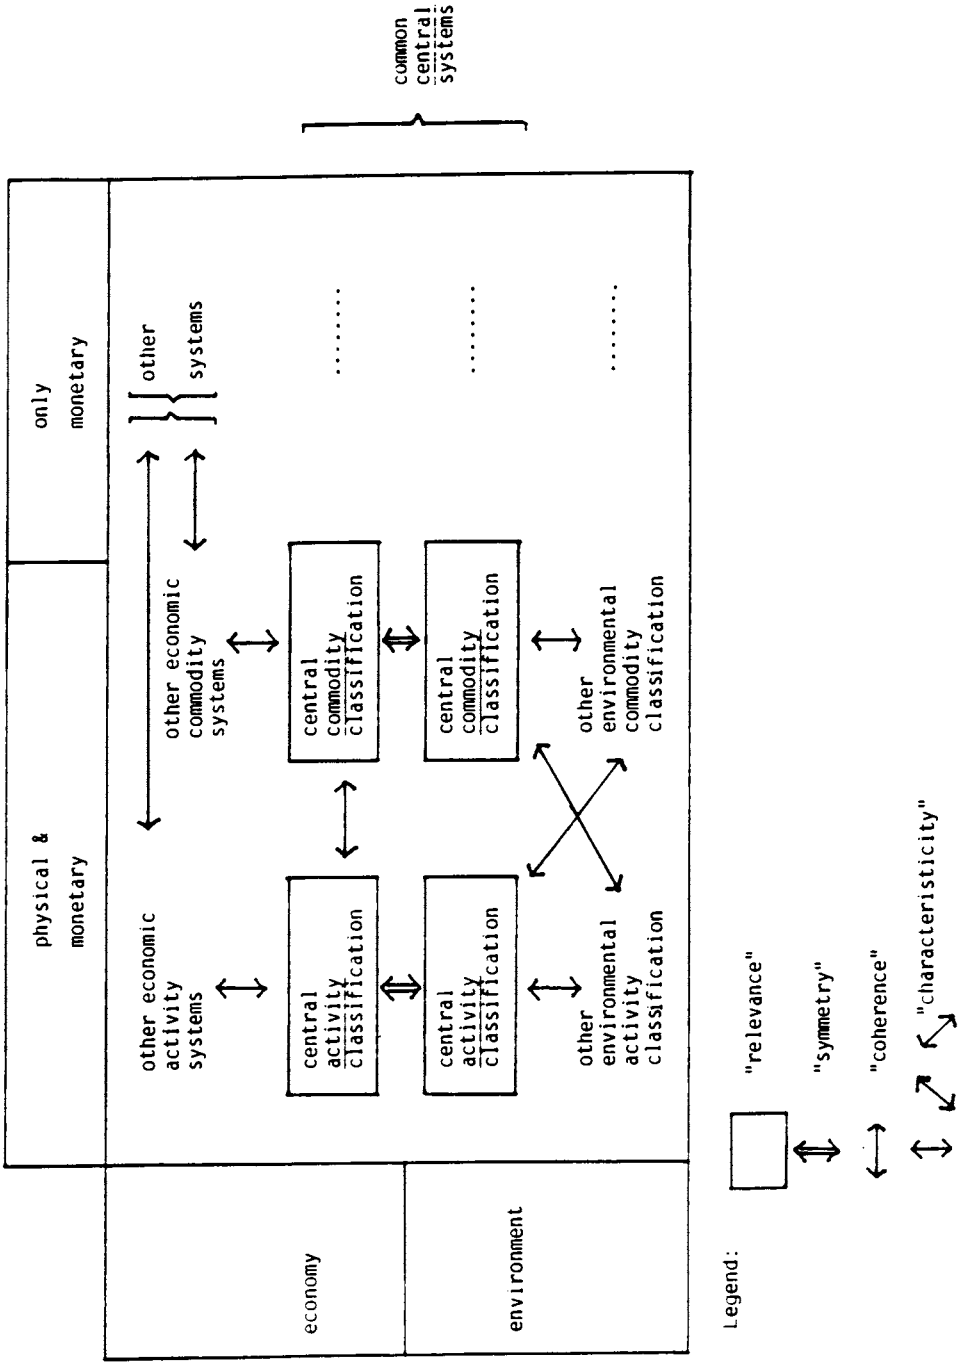 physical &
monetary
only
monetary
economy
environment
other economic
activity
systems
other economic
commodity
systems
other
systems
central
activity
classification
central
commodity
classification
........
central
activity
classification
central
commodity
classification
........
other
environmental
activity
classification
other
environmental
commodity
classification
........
common
central
systems
Legend:
"relevance"
"symmetry"
"coherence"
"characteristicity"